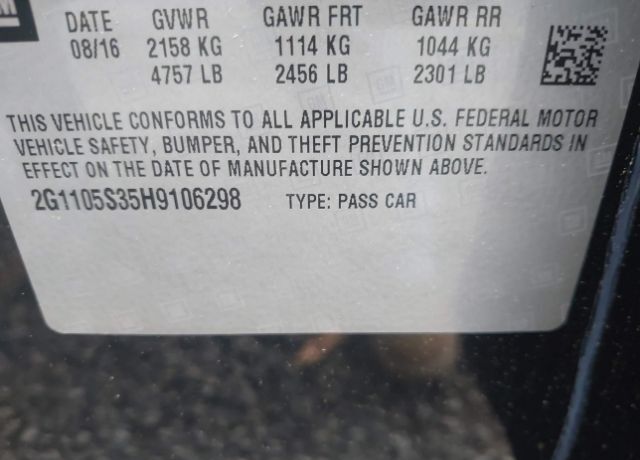 DATE GVWR GAWR FRT GAWR RR
08/16 2158 KG 1114 KG 1044 KG
4757 LB 2456 LB 2301 LB
THIS VEHICLE CONFORMS TO ALL APPLICABLE U.S. FEDERAL MOTOR
VEHICLE SAFETY, BUMPER, AND THEFT PREVENTION STANDARDS IN
EFFECT ON THE DATE OF MANUFACTURE SHOWN ABOVE.
2G1105S35H9106298 TYPE: PASS CAR